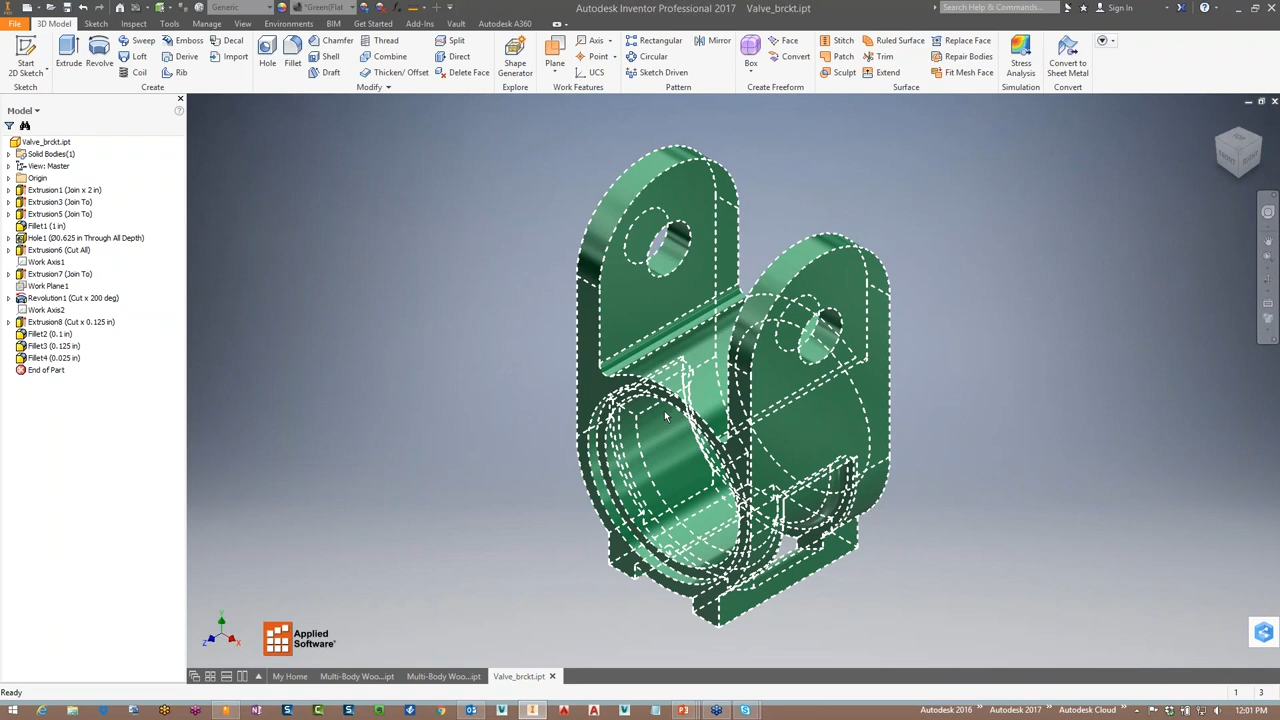 Generic
*Green(Flat
Autodesk Inventor Professional 2017   Valve_brckt.ipt
Search Help & Commands...
Sign In
File
3D Model
Sketch
Inspect
Tools
Manage
View
Environments
BIM
Get Started
Add-Ins
Vault
Autodesk A360
Start
2D Sketch
Sketch
Extrude
Revolve
Sweep
Loft
Coil
Emboss
Derive
Rib
Decal
Import
Create
Hole
Fillet
Chamfer
Shell
Draft
Thread
Combine
Thicken/ Offset
Split
Direct
Delete Face
Modify
Shape
Generator
Explore
Plane
Axis
Point
UCS
Work Features
Rectangular
Circular
Sketch Driven
Mirror
Pattern
Box
Face
Convert
Create Freeform
Stitch
Patch
Sculpt
Ruled Surface
Trim
Extend
Replace Face
Repair Bodies
Fit Mesh Face
Surface
Stress
Analysis
Simulation
Convert to
Sheet Metal
Convert
Model
Valve_brckt.ipt
Solid Bodies(1)
View: Master
Origin
Extrusion1 (Join x 2 in)
Extrusion3 (Join To)
Extrusion5 (Join To)
Fillet1 (1 in)
Hole1 (Ø0.625 in Through All Depth)
Extrusion6 (Cut All)
Work Axis1
Extrusion7 (Join To)
Work Plane1
Revolution1 (Cut x 200 deg)
Work Axis2
Extrusion8 (Cut x 0.125 in)
Fillet2 (0.1 in)
Fillet3 (0.125 in)
Fillet4 (0.025 in)
End of Part
TOP
FRONT
RIGHT
Applied
Software
My Home
Multi-Body Woo...ipt
Multi-Body Woo...ipt
Valve_brckt.ipt
Ready
1
3
Autodesk 2016
Autodesk 2017
Autodesk Cloud
12:01 PM